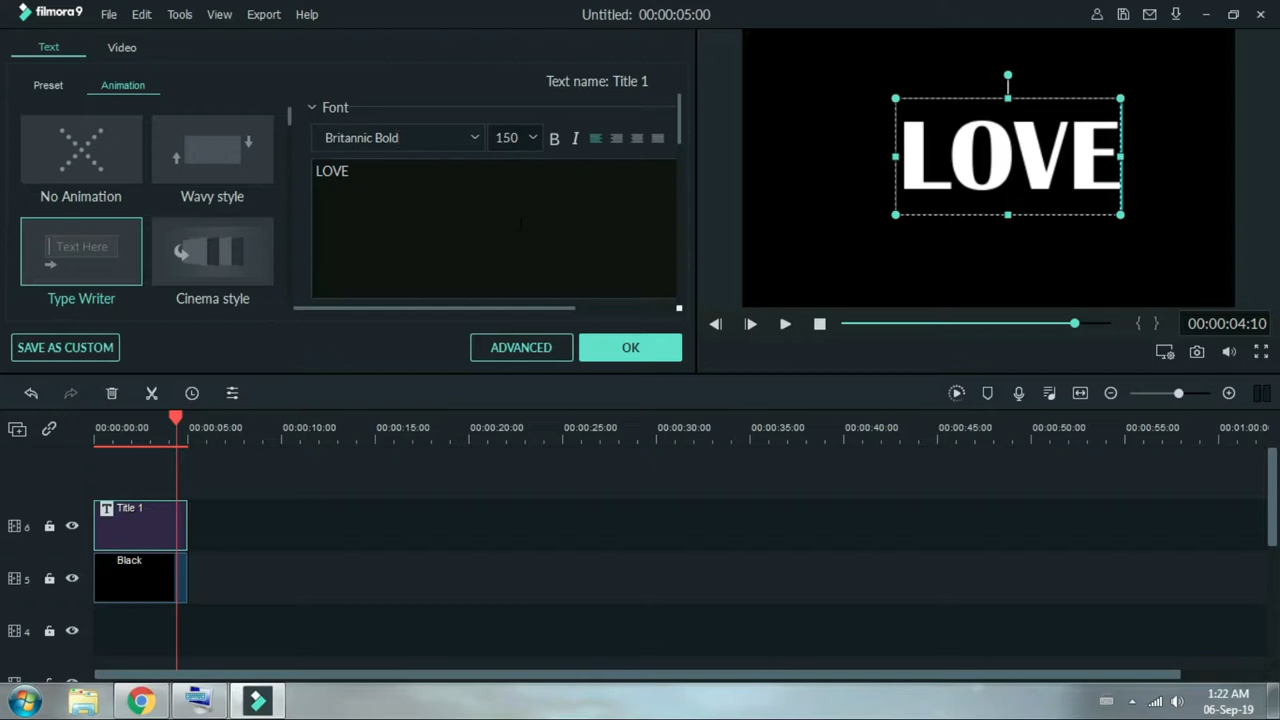 filmora9 File Edit Tools View Export Help Untitled: 00:00:05:00
Text Video
Preset Animation Text name: Title 1
Font
Britannic Bold 150 B I
LOVE
No Animation Wavy style
Text Here
Type Writer Cinema style
LOVE
00:00:04:10
SAVE AS CUSTOM ADVANCED OK
00:00:00:00 00:00:05:00 00:00:10:00 00:00:15:00 00:00:20:00 00:00:25:00 00:00:30:00 00:00:35:00 00:00:40:00 00:00:45:00 00:00:50:00 00:00:55:00 00:01:00:0
6 T Title 1
5 Black
4
1:22 AM
06-Sep-19